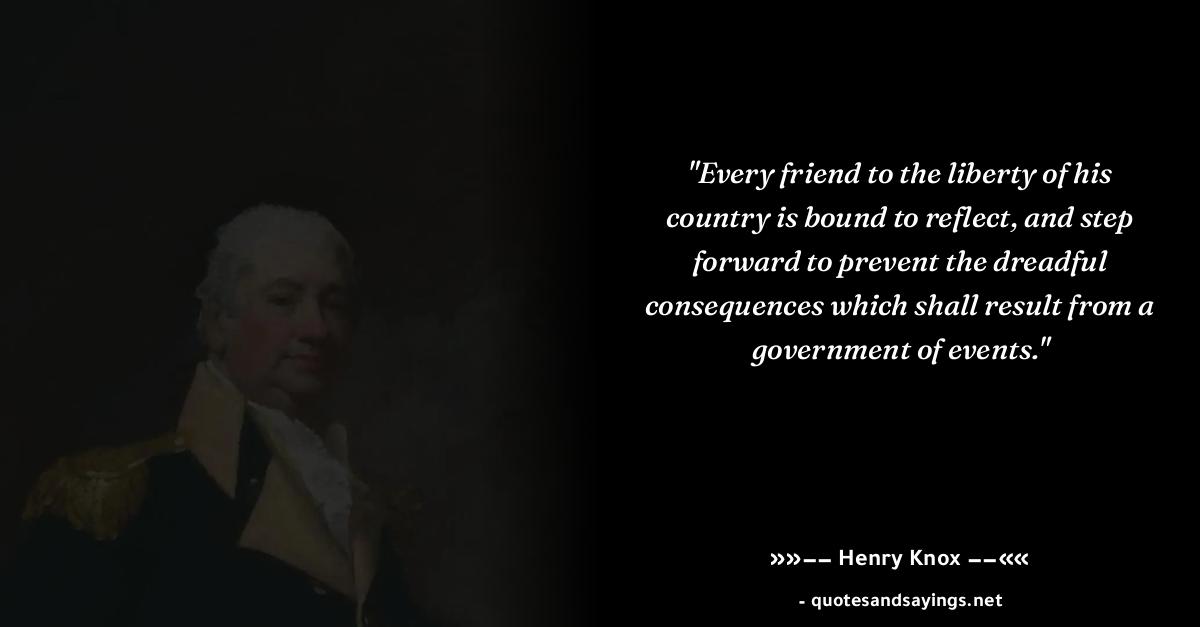 "Every friend to the liberty of his
country is bound to reflect, and step
forward to prevent the dreadful
consequences which shall result from a
government of events."
»»-- Henry Knox --««
- quotesandsayings.net